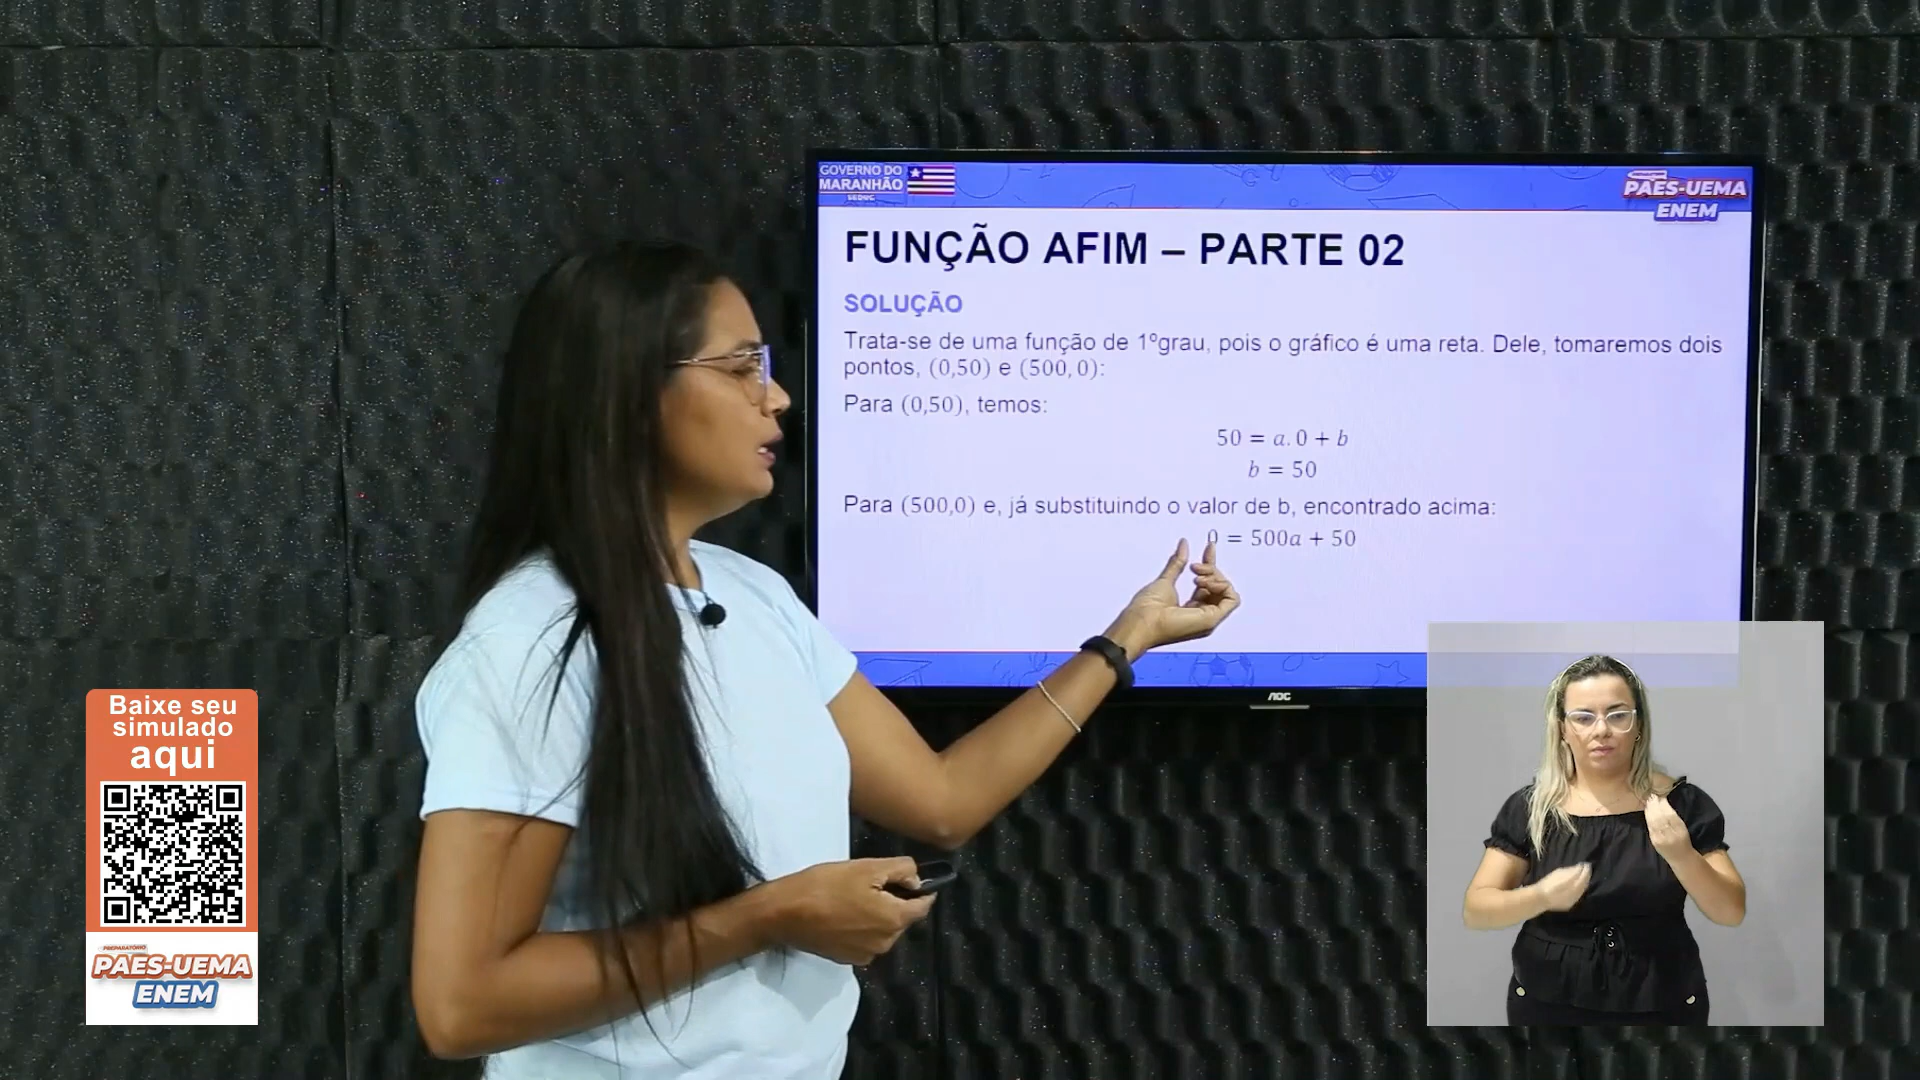 GOVERNO DO
MARANHÃO
SEDUC
PAES-UEMA
ENEM
FUNÇÃO AFIM – PARTE 02
SOLUÇÃO
Trata-se de uma função de 1ºgrau, pois o gráfico é uma reta. Dele, tomaremos dois
pontos, (0,50) e (500, 0):
Para (0,50), temos:
50 = a. 0 + b
b = 50
Para (500,0) e, já substituindo o valor de b, encontrado acima:
0 = 500a + 50
AOC
Baixe seu
simulado
aqui
PREPARATÓRIO
PAES-UEMA
ENEM